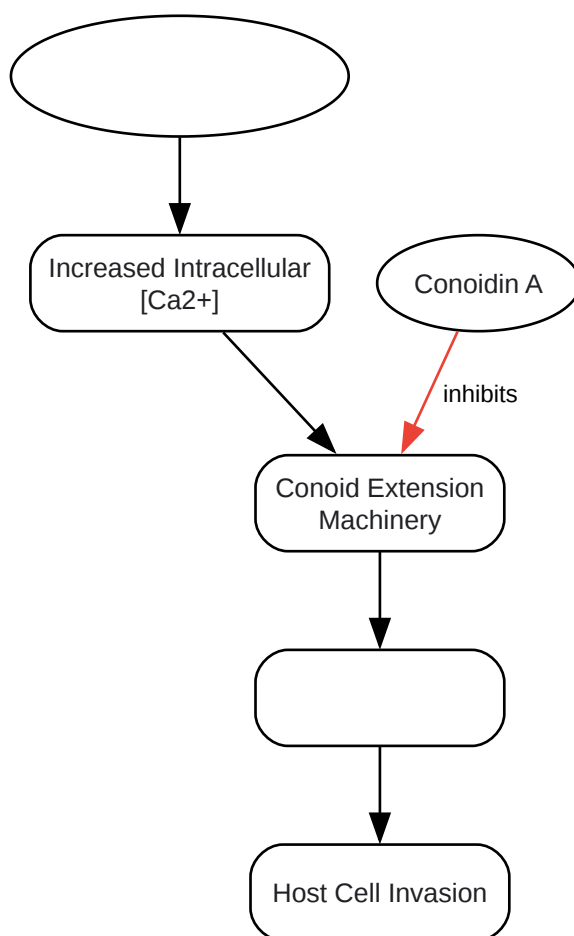 Increased Intracellular
[Ca2+]
Conoidin A
inhibits
Conoid Extension
Machinery
Host Cell Invasion